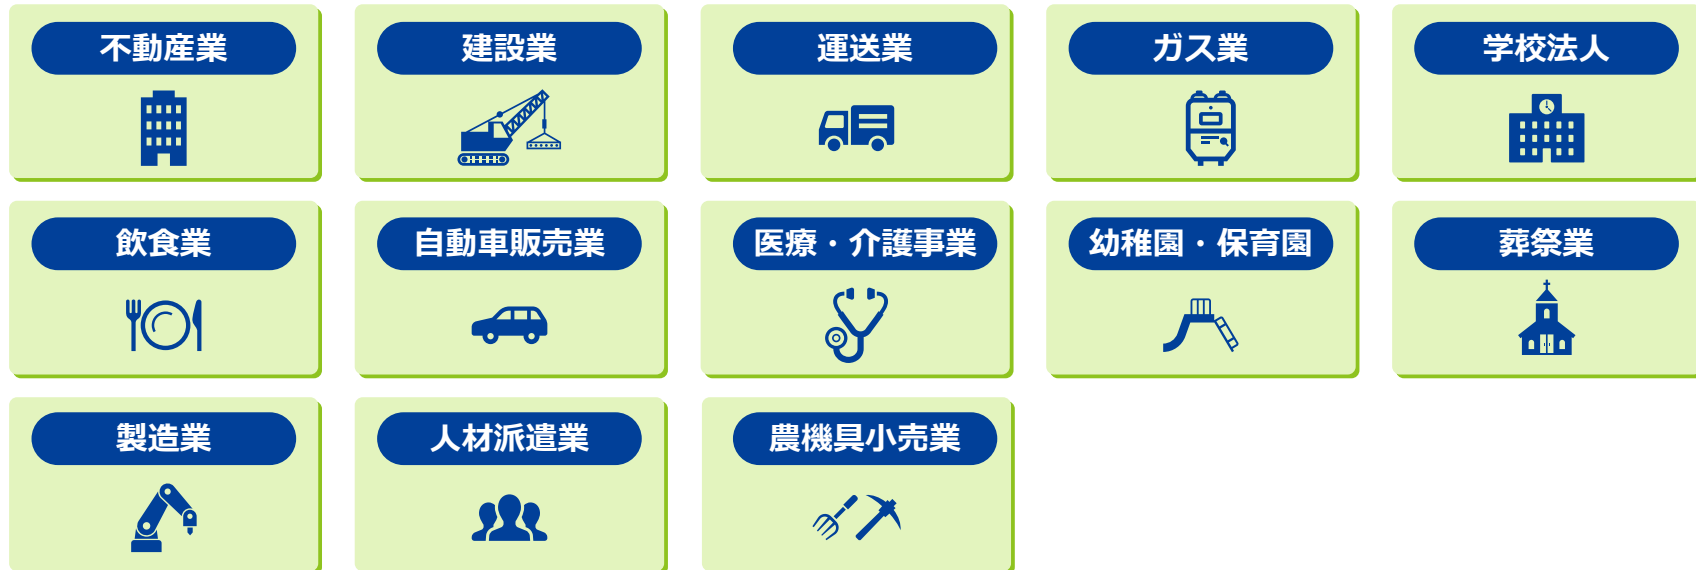 不動産業
建設業
運送業
ガス業
学校法人
飲食業
自動車販売業
医療・介護事業
幼稚園・保育園
葬祭業
製造業
人材派遣業
農機具小売業